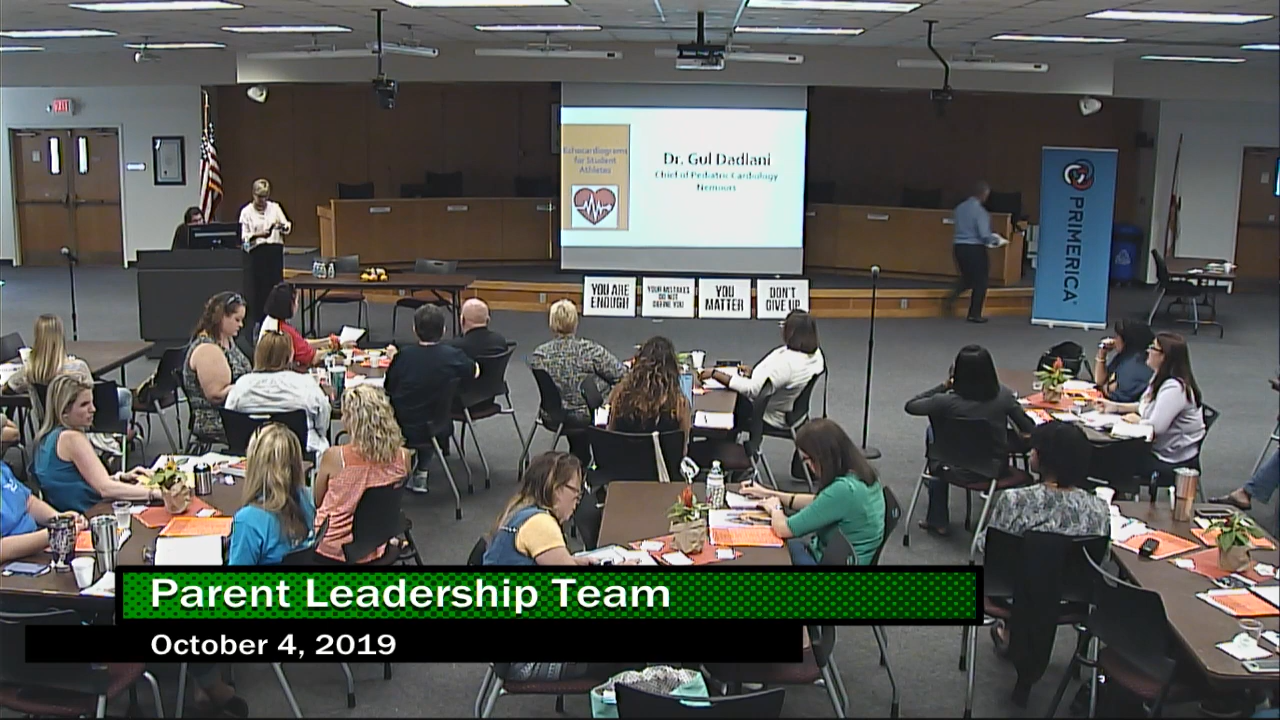 EXIT
Echocardiograms
for Student
Athletes
Dr. Gul Dadlani
Chief of Pediatric Cardiology
Nemours
PRIMERICA
YOU ARE
ENOUGH
YOUR MISTAKES
DO NOT
DEFINE YOU
YOU
MATTER
DON'T
GIVE UP
Parent Leadership Team
October 4, 2019